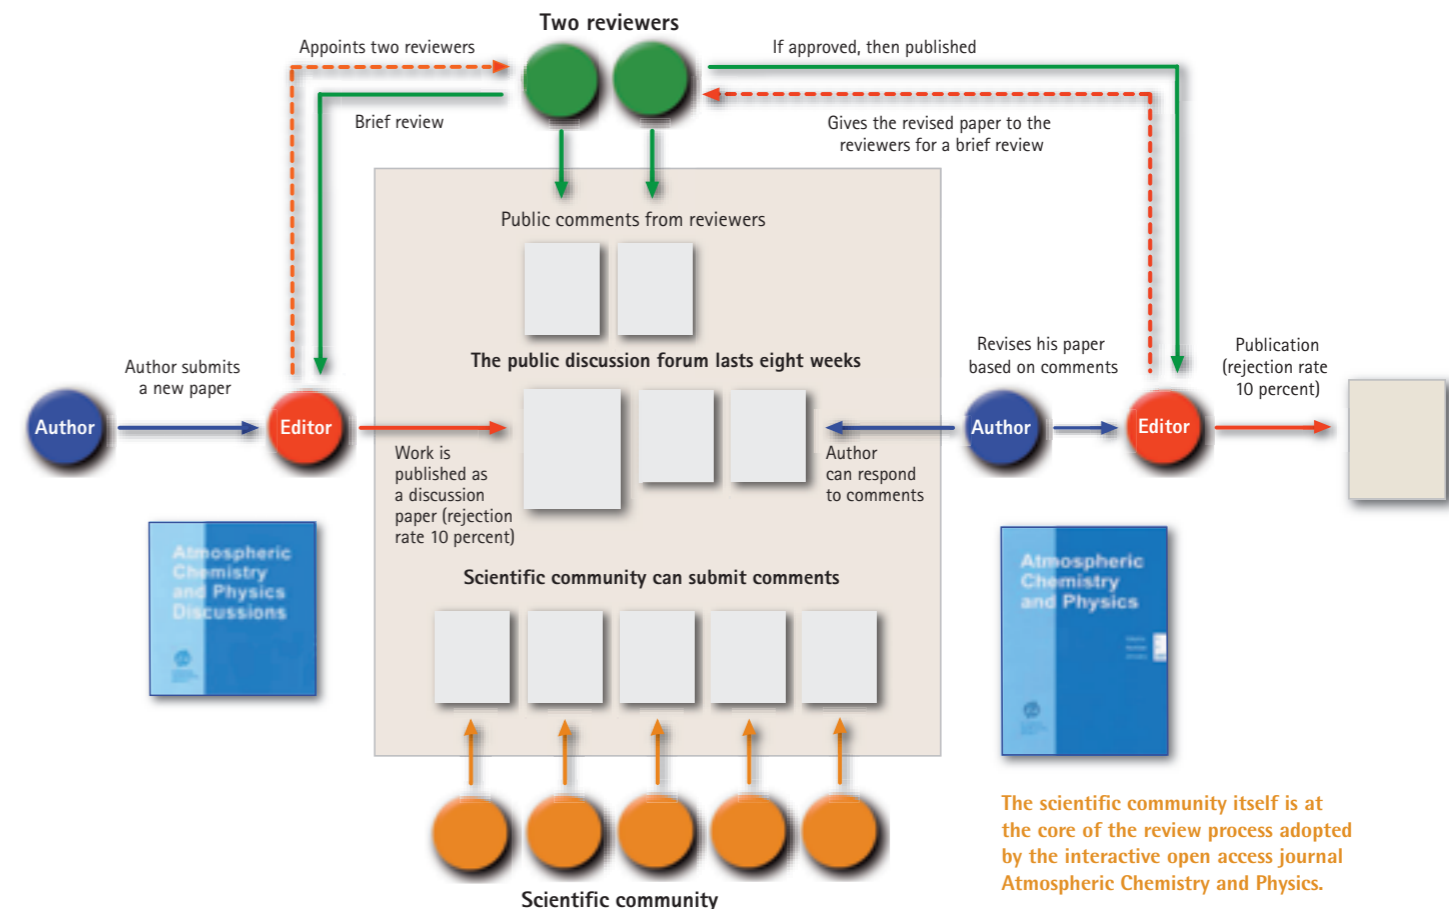 Two reviewers
Appoints two reviewers
If approved, then published
Brief review
Gives the revised paper to the
reviewers for a brief review
Public comments from reviewers
The public discussion forum lasts eight weeks
Author submits
a new paper
Author
Editor
Work is
published as
a discussion
paper (rejection
rate 10 percent)
Author
can respond
to comments
Revises his paper
based on comments
Author
Editor
Publication
(rejection rate
10 percent)
Atmospheric
Chemistry
and Physics
Discussions
Scientific community can submit comments
Atmospheric
Chemistry
and Physics
Scientific community
The scientific community itself is at
the core of the review process adopted
by the interactive open access journal
Atmospheric Chemistry and Physics.